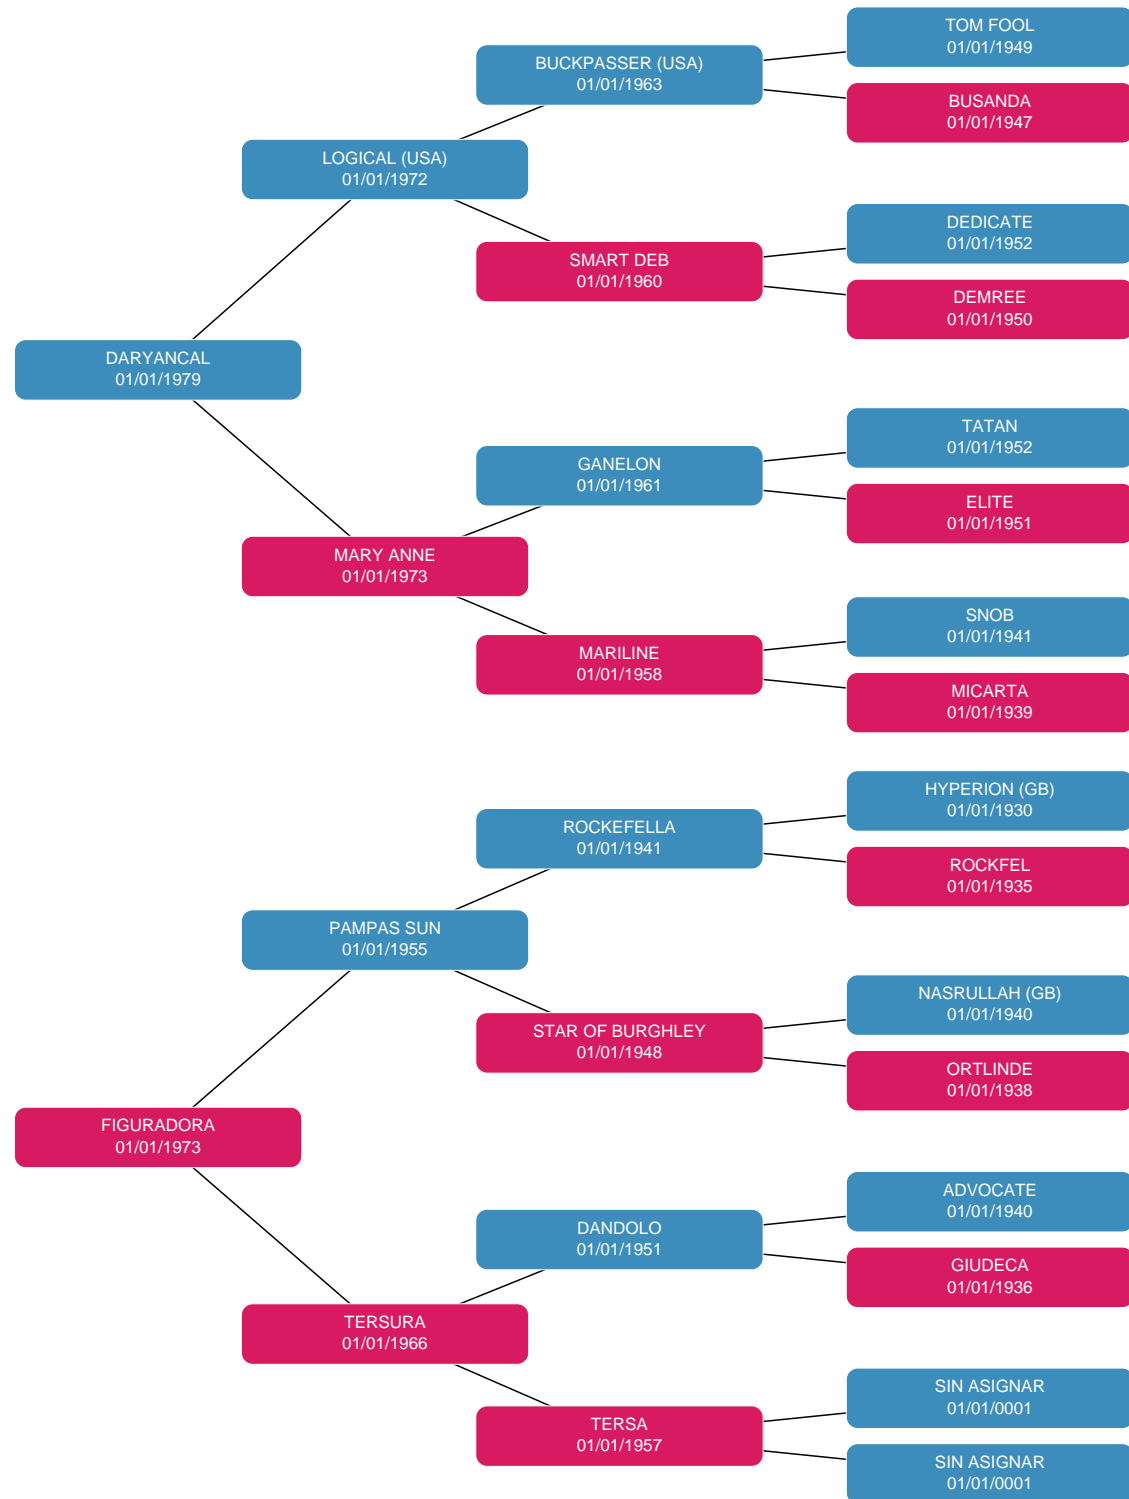 TOM FOOL
01/01/1949
BUCKPASSER (USA)
01/01/1963
BUSANDA
01/01/1947
LOGICAL (USA)
01/01/1972
DEDICATE
01/01/1952
SMART DEB
01/01/1960
DEMREE
01/01/1950
DARYANCAL
01/01/1979
TATAN
01/01/1952
GANELON
01/01/1961
ELITE
01/01/1951
MARY ANNE
01/01/1973
SNOB
01/01/1941
MARILINE
01/01/1958
MICARTA
01/01/1939
HYPERION (GB)
01/01/1930
ROCKEFELLA
01/01/1941
ROCKFEL
01/01/1935
PAMPAS SUN
01/01/1955
NASRULLAH (GB)
01/01/1940
STAR OF BURGHLEY
01/01/1948
ORTLINDE
01/01/1938
FIGURADORA
01/01/1973
ADVOCATE
01/01/1940
DANDOLO
01/01/1951
GIUDECA
01/01/1936
TERSURA
01/01/1966
SIN ASIGNAR
01/01/0001
TERSA
01/01/1957
SIN ASIGNAR
01/01/0001